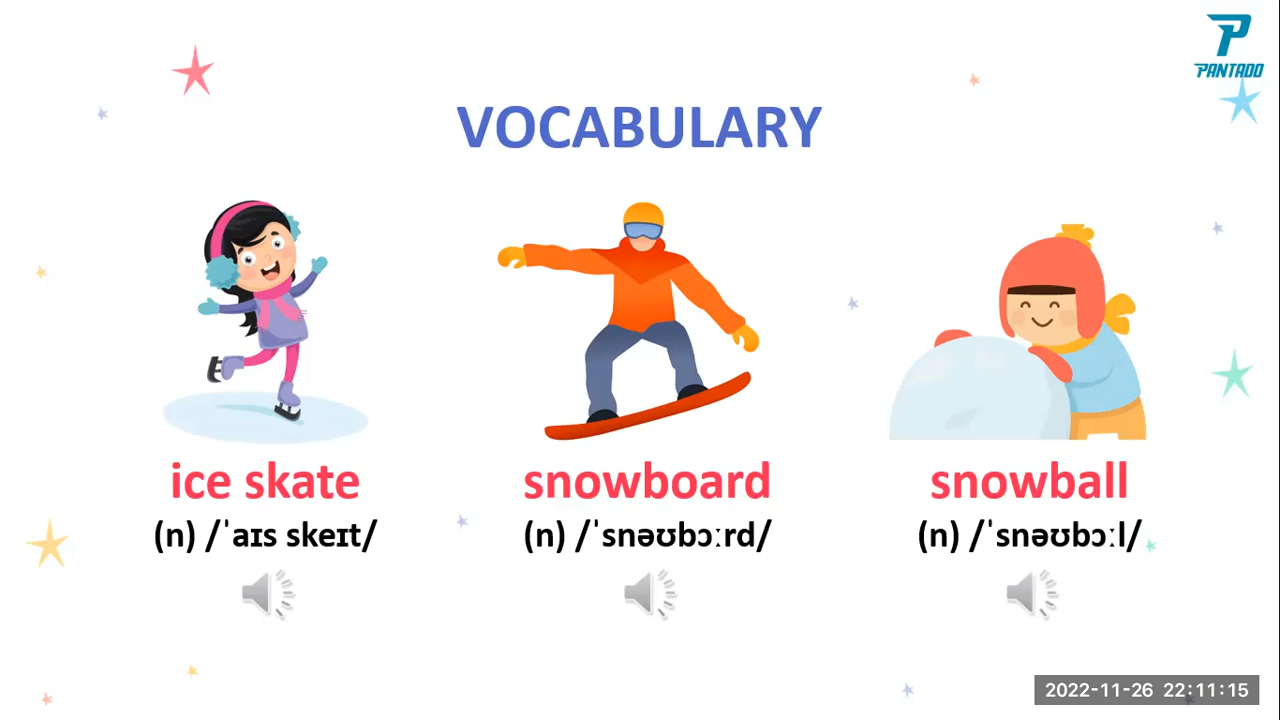 PANTADO
VOCABULARY
ice skate
(n) /ˈaɪs skeɪt/
snowboard
(n) /ˈsnəʊbɔːrd/
snowball
(n) /ˈsnəʊbɔːl/
2022-11-26 22:11:15